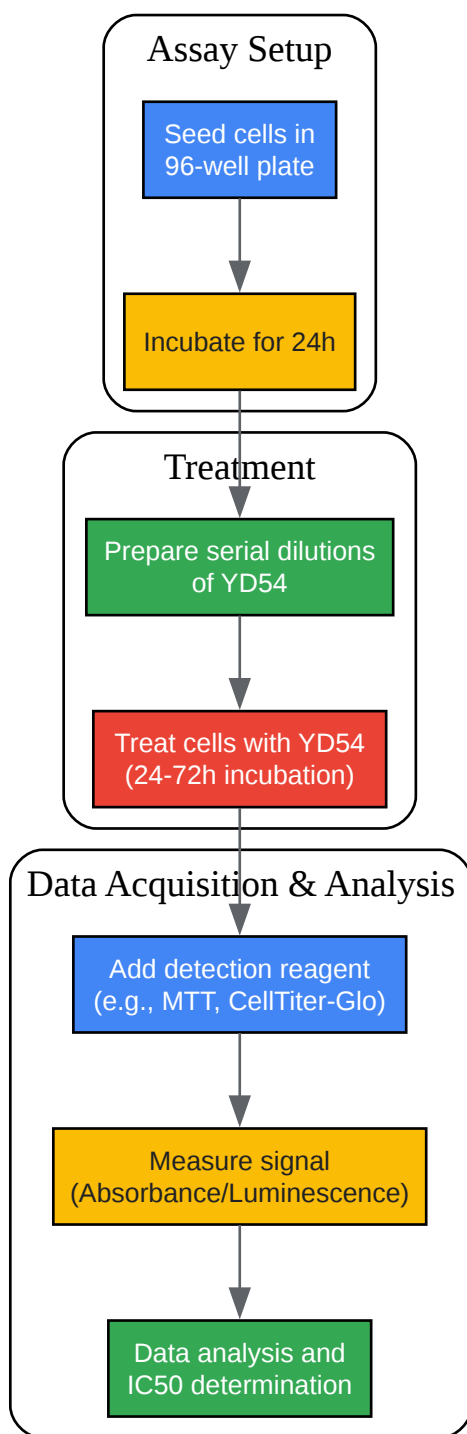 Assay Setup
Seed cells in
96-well plate
Incubate for 24h
Treatment
Prepare serial dilutions
of YD54
Treat cells with YD54
(24-72h incubation)
Data Acquisition & Analysis
Add detection reagent
(e.g., MTT, CellTiter-Glo)
Measure signal
(Absorbance/Luminescence)
Data analysis and
IC50 determination